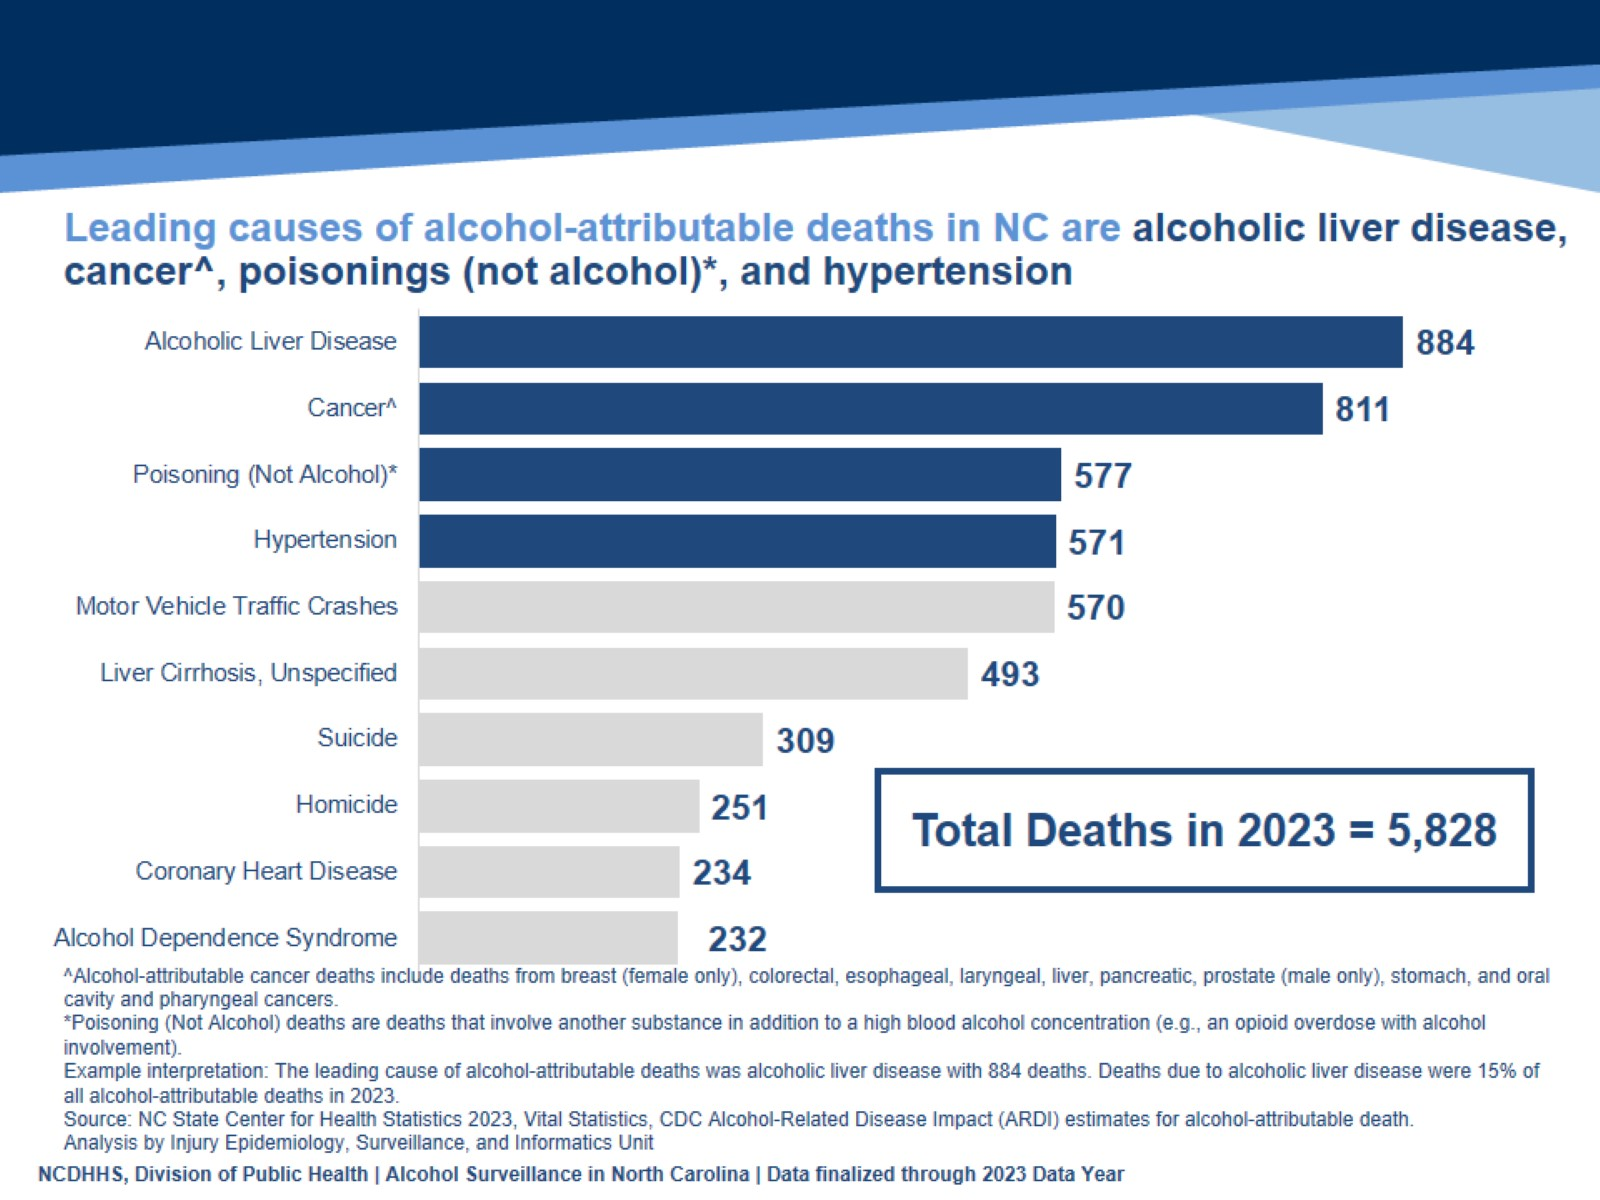 Leading causes of alcohol-attributable deaths in NC are alcoholic liver disease,
cancer^, poisonings (not alcohol)*, and hypertension
Alcoholic Liver Disease 884
Cancer^ 811
Poisoning (Not Alcohol)* 577
Hypertension 571
Motor Vehicle Traffic Crashes 570
Liver Cirrhosis, Unspecified 493
Suicide 309
Homicide 251
Total Deaths in 2023 = 5,828
Coronary Heart Disease 234
Alcohol Dependence Syndrome 232
^Alcohol-attributable cancer deaths include deaths from breast (female only), colorectal, esophageal, laryngeal, liver, pancreatic, prostate (male only), stomach, and oral
cavity and pharyngeal cancers.
*Poisoning (Not Alcohol) deaths are deaths that involve another substance in addition to a high blood alcohol concentration (e.g., an opioid overdose with alcohol
involvement).
Example interpretation: The leading cause of alcohol-attributable deaths was alcoholic liver disease with 884 deaths. Deaths due to alcoholic liver disease were 15% of
all alcohol-attributable deaths in 2023.
Source: NC State Center for Health Statistics 2023, Vital Statistics, CDC Alcohol-Related Disease Impact (ARDI) estimates for alcohol-attributable death.
Analysis by Injury Epidemiology, Surveillance, and Informatics Unit
NCDHHS, Division of Public Health | Alcohol Surveillance in North Carolina | Data finalized through 2023 Data Year